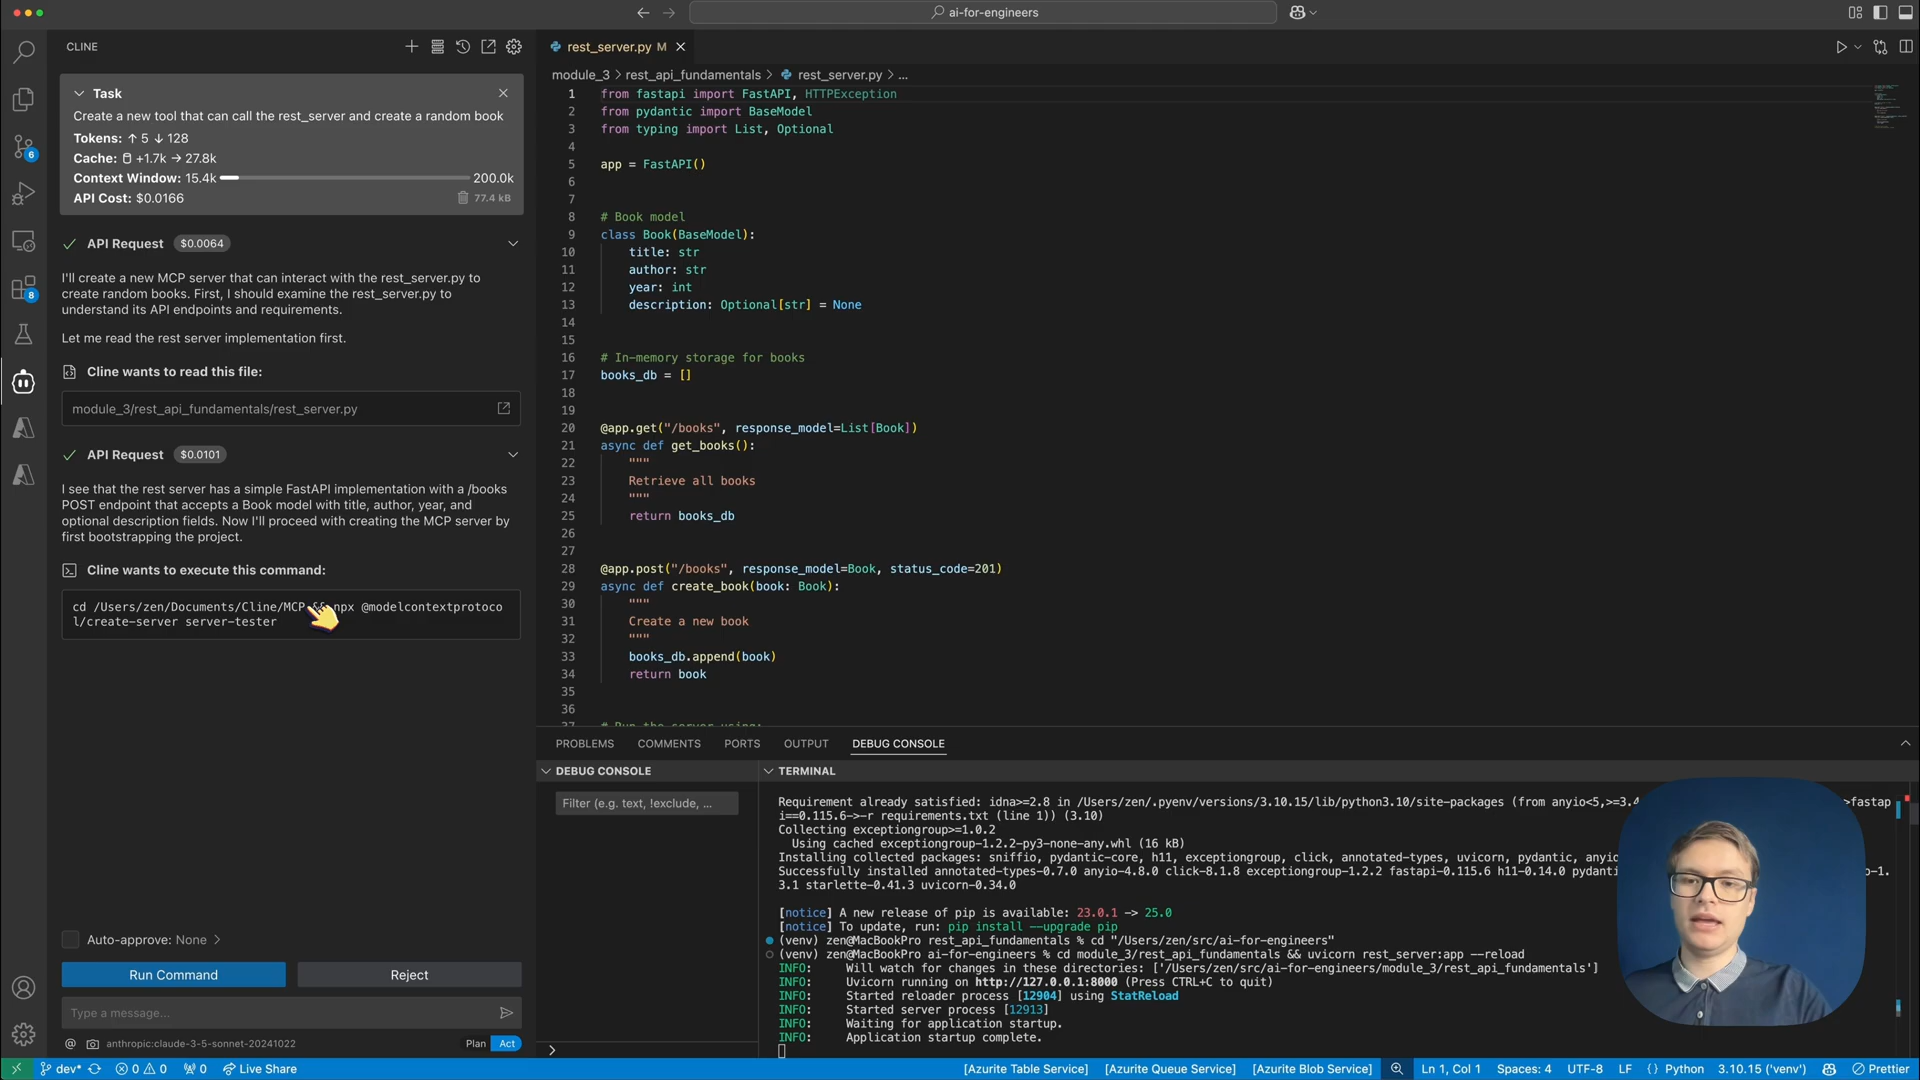 ai-for-engineers
CLINE
Task
Create a new tool that can call the rest_server and create a random book
Tokens: ↑ 5 ↓ 128
Cache: +1.7k → 27.8k
Context Window: 15.4k 200.0k
API Cost: $0.0166 77.4 kB
API Request $0.0064
I'll create a new MCP server that can interact with the rest_server.py to
create random books. First, I should examine the rest_server.py to
understand its API endpoints and requirements.
Let me read the rest server implementation first.
Cline wants to read this file:
module_3/rest_api_fundamentals/rest_server.py
API Request $0.0101
I see that the rest server has a simple FastAPI implementation with a /books
POST endpoint that accepts a Book model with title, author, year, and
optional description fields. Now I'll proceed with creating the MCP server by
first bootstrapping the project.
Cline wants to execute this command:
cd /Users/zen/Documents/Cline/MCP && npx @modelcontextprotoco
l/create-server server-tester
Auto-approve: None >
Run Command Reject
Type a message...
@ anthropic:claude-3-5-sonnet-20241022 Plan Act
6
8
rest_server.py M
module_3 > rest_api_fundamentals > rest_server.py > ...
1 from fastapi import FastAPI, HTTPException
2 from pydantic import BaseModel
3 from typing import List, Optional
4
5 app = FastAPI()
6
7
8 # Book model
9 class Book(BaseModel):
10 title: str
11 author: str
12 year: int
13 description: Optional[str] = None
14
15
16 # In-memory storage for books
17 books_db = []
18
19
20 @app.get("/books", response_model=List[Book])
21 async def get_books():
22 """
23 Retrieve all books
24 """
25 return books_db
26
27
28 @app.post("/books", response_model=Book, status_code=201)
29 async def create_book(book: Book):
30 """
31 Create a new book
32 """
33 books_db.append(book)
34 return book
35
36
37 # Run the server using:
PROBLEMS COMMENTS PORTS OUTPUT DEBUG CONSOLE
DEBUG CONSOLE
Filter (e.g. text, !exclude, ...
TERMINAL
Requirement already satisfied: idna>=2.8 in /Users/zen/.pyenv/versions/3.10.15/lib/python3.10/site-packages (from anyio<5,>=3.4 >fastap
i==0.115.6->-r requirements.txt (line 1)) (3.10)
Collecting exceptiongroup>=1.0.2
Using cached exceptiongroup-1.2.2-py3-none-any.whl (16 kB)
Installing collected packages: sniffio, pydantic-core, h11, exceptiongroup, click, annotated-types, uvicorn, pydantic, anyio
Successfully installed annotated-types-0.7.0 anyio-4.8.0 click-8.1.8 exceptiongroup-1.2.2 fastapi-0.115.6 h11-0.14.0 pydanti -1.
3.1 starlette-0.41.3 uvicorn-0.34.0
[notice] A new release of pip is available: 23.0.1 -> 25.0
[notice] To update, run: pip install --upgrade pip
(venv) zen@MacBookPro rest_api_fundamentals % cd "/Users/zen/src/ai-for-engineers"
(venv) zen@MacBookPro ai-for-engineers % cd module_3/rest_api_fundamentals && uvicorn rest_server:app --reload
INFO: Will watch for changes in these directories: ['/Users/zen/src/ai-for-engineers/module_3/rest_api_fundamentals']
INFO: Uvicorn running on http://127.0.0.1:8000 (Press CTRL+C to quit)
INFO: Started reloader process [12904] using StatReload
INFO: Started server process [12913]
INFO: Waiting for application startup.
INFO: Application startup complete.
dev* 0 0 0 Live Share [Azurite Table Service] [Azurite Queue Service] [Azurite Blob Service] Ln 1, Col 1 Spaces: 4 UTF-8 LF {} Python 3.10.15 ('venv') Prettier